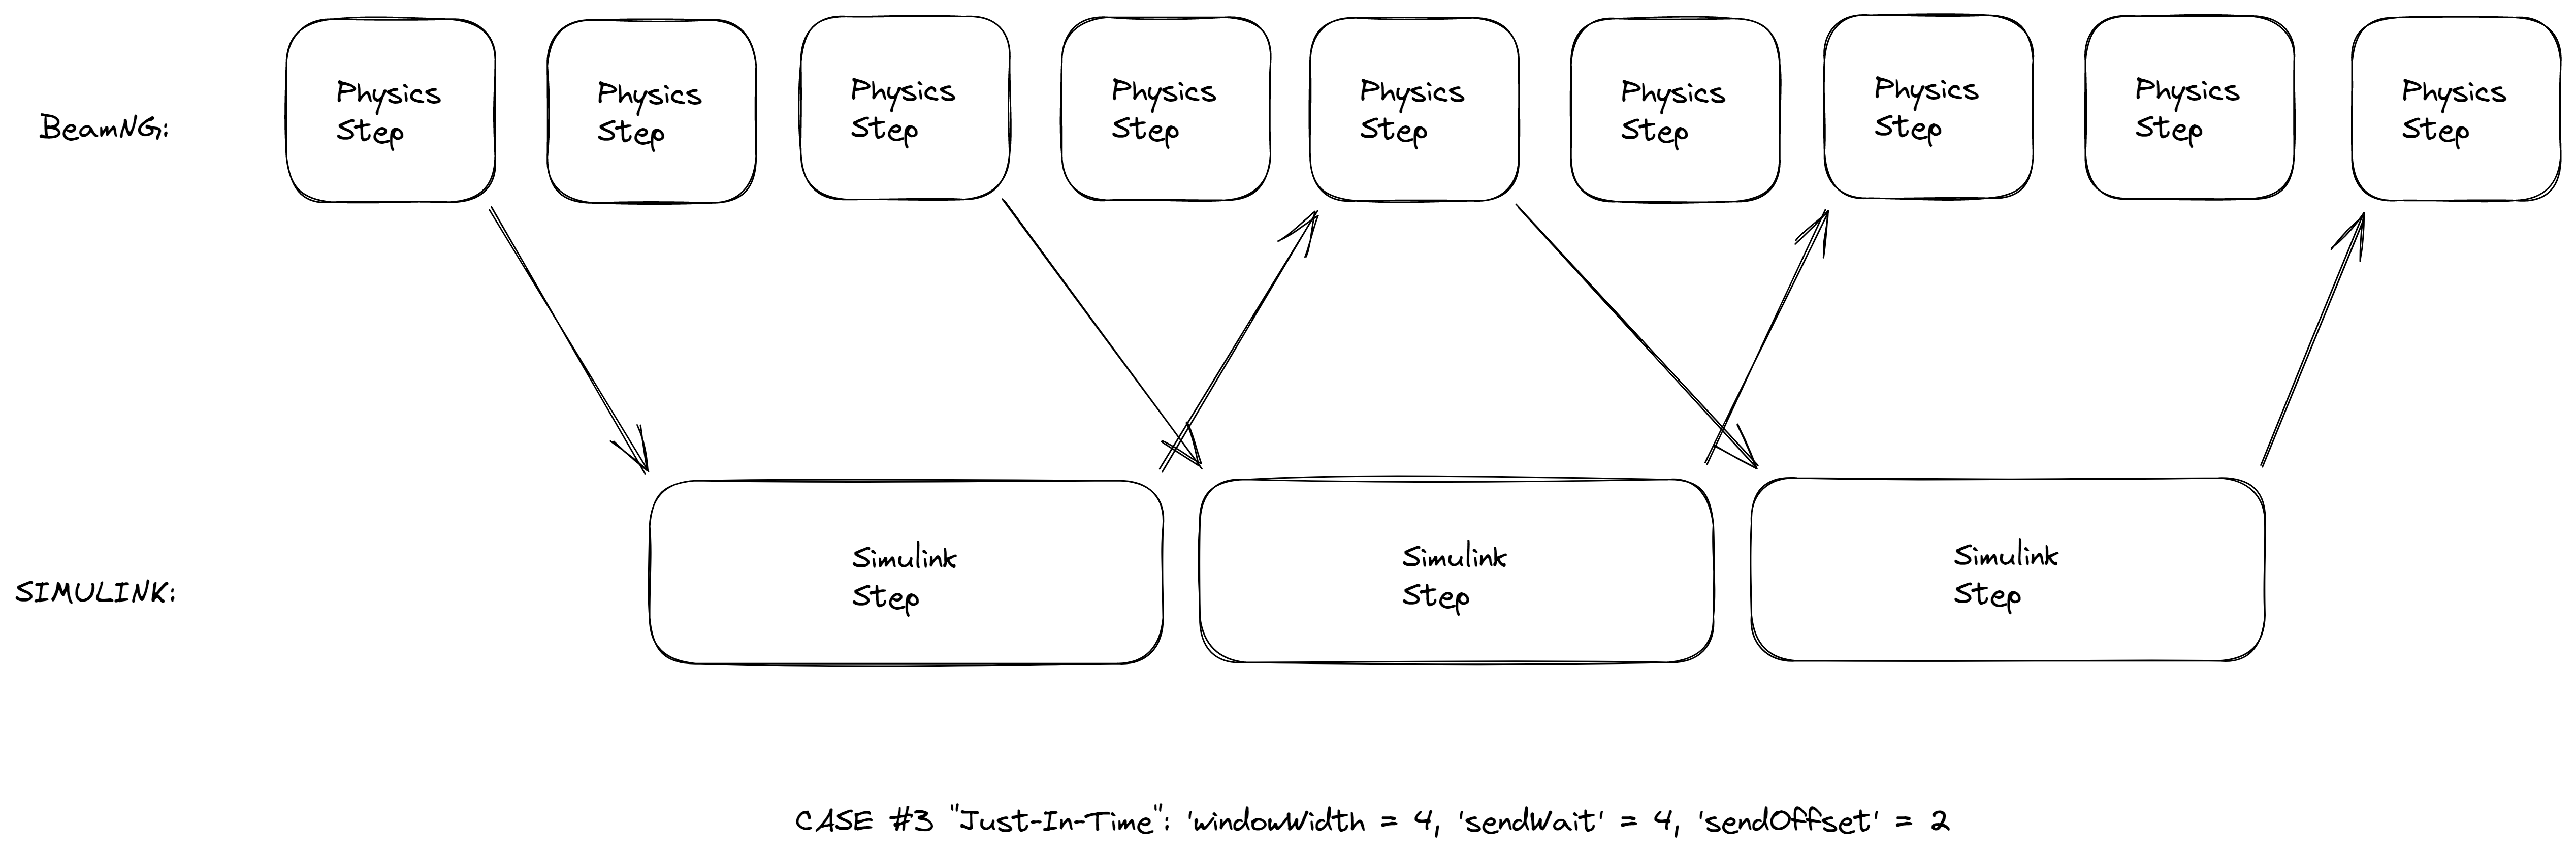 BeamNG:
Physics
Step
Physics
Step
Physics
Step
Physics
Step
Physics
Step
Physics
Step
Physics
Step
Physics
Step
Physics
Step
SIMULINK:
Simulink
Step
Simulink
Step
Simulink
Step
CASE #3 "Just-In-Time": 'windowWidth = 4, 'sendWait' = 4, 'sendOffset' = 2